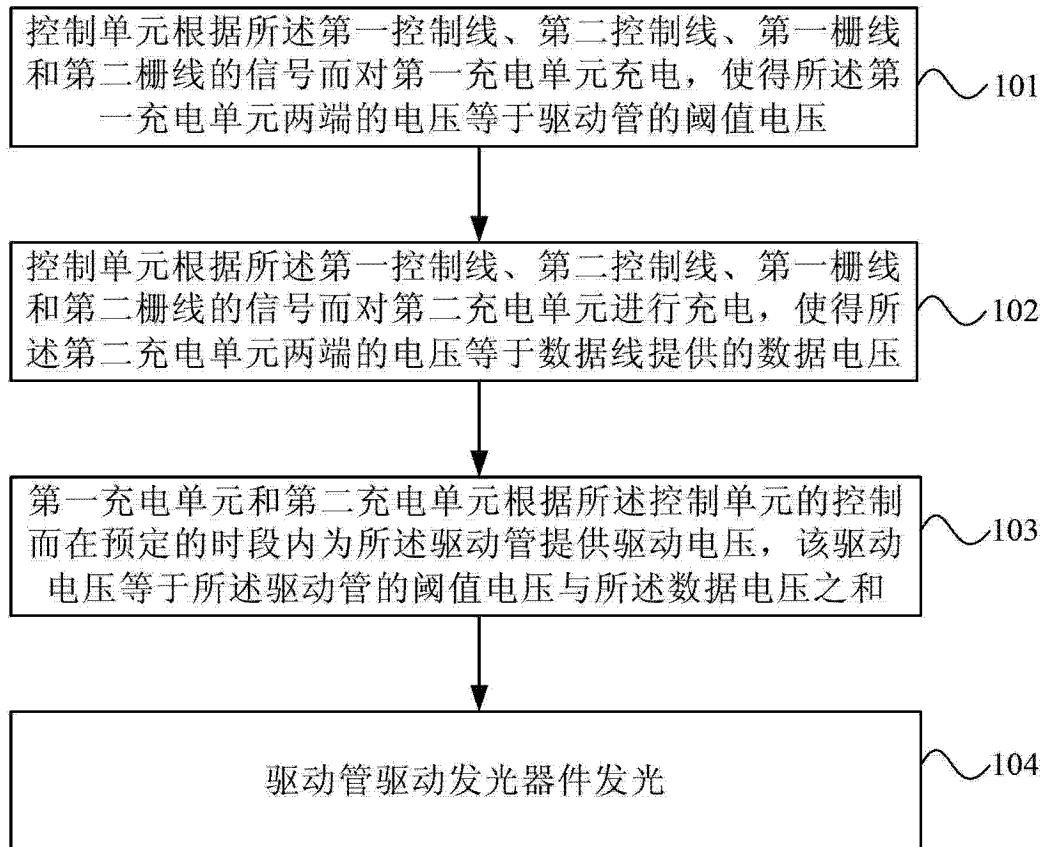 控制单元根据所述第一控制线、第二控制线、第一栅线
和第二栅线的信号而对第一充电单元充电，使得所述第
一充电单元两端的电压等于驱动管的阈值电压
101
控制单元根据所述第一控制线、第二控制线、第一栅线
和第二栅线的信号而对第二充电单元进行充电，使得所
述第二充电单元两端的电压等于数据线提供的数据电压
102
第一充电单元和第二充电单元根据所述控制单元的控制
而在预定的时段内为所述驱动管提供驱动电压，该驱动
电压等于所述驱动管的阈值电压与所述数据电压之和
103
驱动管驱动发光器件发光
104